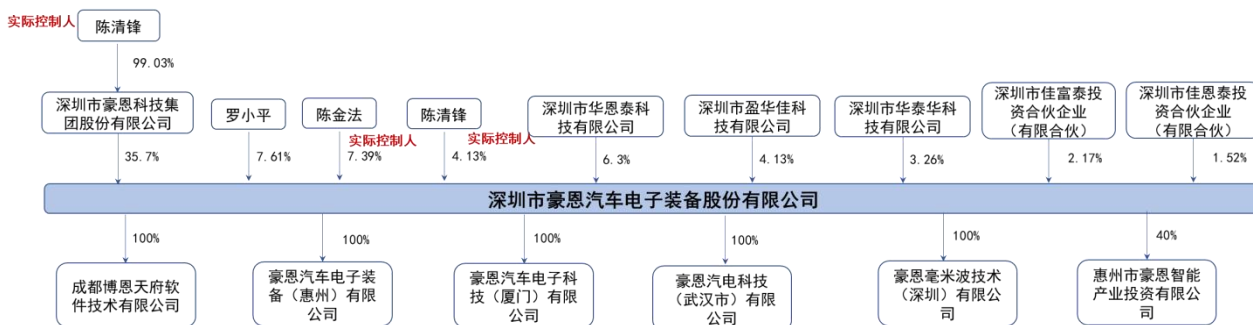 实际控制人
陈清锋
99.03%
深圳市豪恩科技集
团股份有限公司
罗小平
陈金法
陈清锋
深圳市华恩泰科
技有限公司
深圳市盈华佳科
技有限公司
深圳市华泰华科
技有限公司
深圳市佳富泰投
资合伙企业
（有限合伙）
深圳市佳恩泰投
资合伙企业
（有限合伙）
实际控制人
实际控制人
35.7%
7.61%
7.39%
4.13%
6.3%
4.13%
3.26%
2.17%
1.52%
深圳市豪恩汽车电子装备股份有限公司
100%
100%
100%
100%
100%
40%
成都博恩天府软
件技术有限公司
豪恩汽车电子装
备（惠州）有限
公司
豪恩汽车电子科
技（厦门）有限
公司
豪恩汽电科技
（武汉市）有限
公司
豪恩毫米波技术
（深圳）有限公
司
惠州市豪恩智能
产业投资有限公
司